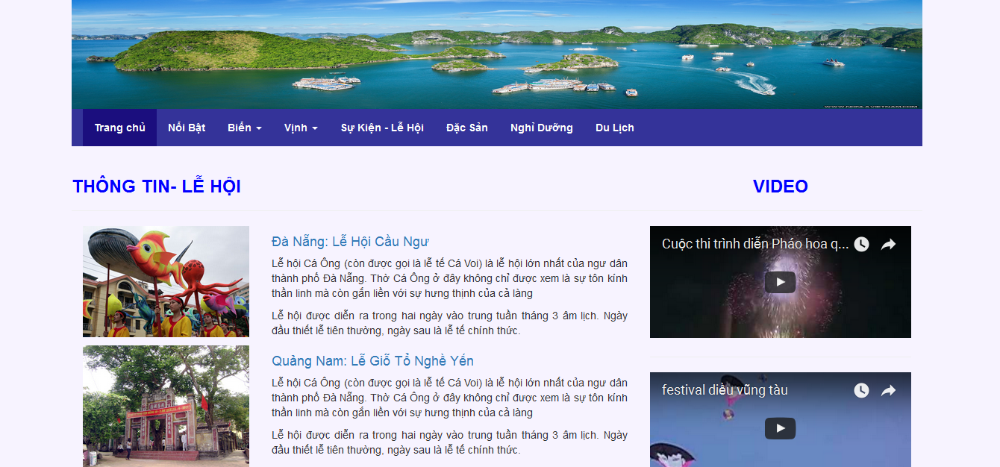 Trang chủ Nổi Bật Biển Vịnh Sự Kiện - Lễ Hội Đặc Sản Nghỉ Dưỡng Du Lịch
THÔNG TIN- LỄ HỘI
VIDEO
Đà Nẵng: Lễ Hội Cầu Ngư
Lễ hội Cá Ông (còn được gọi là lễ tế Cá Voi) là lễ hội lớn nhất của ngư dân
thành phố Đà Nẵng. Thờ Cá Ông ở đây không chỉ được xem là sự tôn kính
thần linh mà còn gắn liền với sự hưng thịnh của cả làng
Lễ hội được diễn ra trong hai ngày vào trung tuần tháng 3 âm lịch. Ngày
đầu thiết lễ tiên thường, ngày sau là lễ tế chính thức.
Quảng Nam: Lễ Giỗ Tổ Nghề Yến
Lễ hội Cá Ông (còn được gọi là lễ tế Cá Voi) là lễ hội lớn nhất của ngư dân
thành phố Đà Nẵng. Thờ Cá Ông ở đây không chỉ được xem là sự tôn kính
thần linh mà còn gắn liền với sự hưng thịnh của cả làng
Lễ hội được diễn ra trong hai ngày vào trung tuần tháng 3 âm lịch. Ngày
đầu thiết lễ tiên thường, ngày sau là lễ tế chính thức.
Cuộc thi trình diễn Pháo hoa q...
festival diều vũng tàu